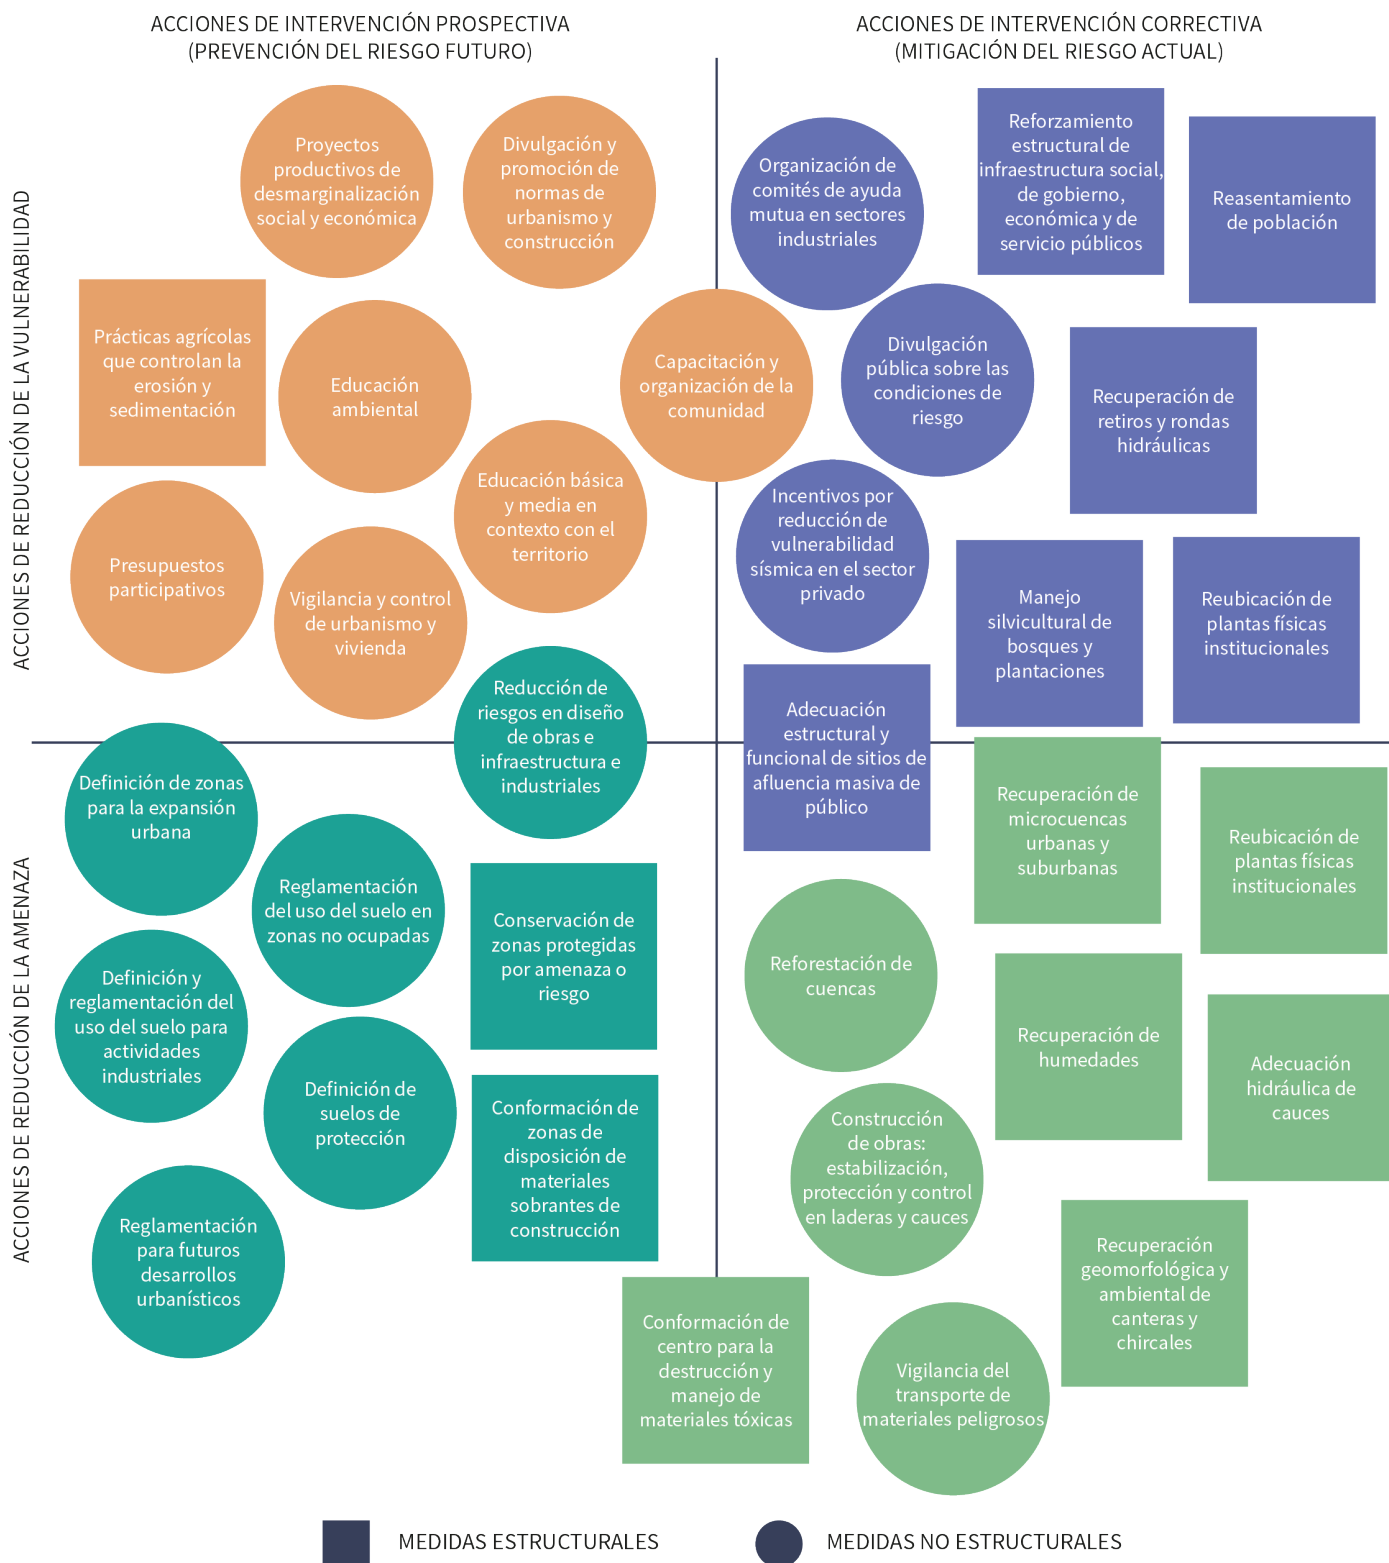 ACCIONES DE INTERVENCIÓN PROSPECTIVA
(PREVENCIÓN DEL RIESGO FUTURO)
ACCIONES DE INTERVENCIÓN CORRECTIVA
(MITIGACIÓN DEL RIESGO ACTUAL)
ACCIONES DE REDUCCIÓN DE LA VULNERABILIDAD
Proyectos
productivos de
desmarginalización
social y económica
Divulgación y
promoción de
normas de
urbanismo y
construcción
Prácticas agrícolas
que controlan la
erosión y
sedimentación
Educación
ambiental
Capacitación y
organización de la
comunidad
Educación básica
y media en
contexto con el
territorio
Presupuestos
participativos
Vigilancia y control
de urbanismo y
vivienda
Organización de
comités de ayuda
mutua en sectores
industriales
Reforzamiento
estructural de
infraestructura social,
de gobierno,
económica y de
servicio públicos
Reasentamiento
de población
Divulgación
pública sobre las
condiciones de
riesgo
Recuperación de
retiros y rondas
hidráulicas
Incentivos por
reducción de
vulnerabilidad
sísmica en el sector
privado
Manejo
silvicultural de
bosques y
plantaciones
Reubicación de
plantas físicas
institucionales
Adecuación
estructural y
funcional de sitios de
afluencia masiva de
público
ACCIONES DE REDUCCIÓN DE LA AMENAZA
Reducción de
riesgos en diseño
de obras e
infraestructura e
industriales
Definición de zonas
para la expansión
urbana
Reglamentación
del uso del suelo en
zonas no ocupadas
Conservación de
zonas protegidas
por amenaza o
riesgo
Definición y
reglamentación del
uso del suelo para
actividades
industriales
Definición de
suelos de
protección
Conformación de
zonas de
disposición de
materiales
sobrantes de
construcción
Reglamentación
para futuros
desarrollos
urbanísticos
Recuperación de
microcuencas
urbanas y
suburbanas
Reubicación de
plantas físicas
institucionales
Reforestación de
cuencas
Recuperación de
humedades
Adecuación
hidráulica de
cauces
Construcción
de obras:
estabilización,
protección y control
en laderas y cauces
Recuperación
geomorfológica y
ambiental de
canteras y
chircales
Conformación de
centro para la
destrucción y
manejo de
materiales tóxicas
Vigilancia del
transporte de
materiales peligrosos
MEDIDAS ESTRUCTURALES
MEDIDAS NO ESTRUCTURALES